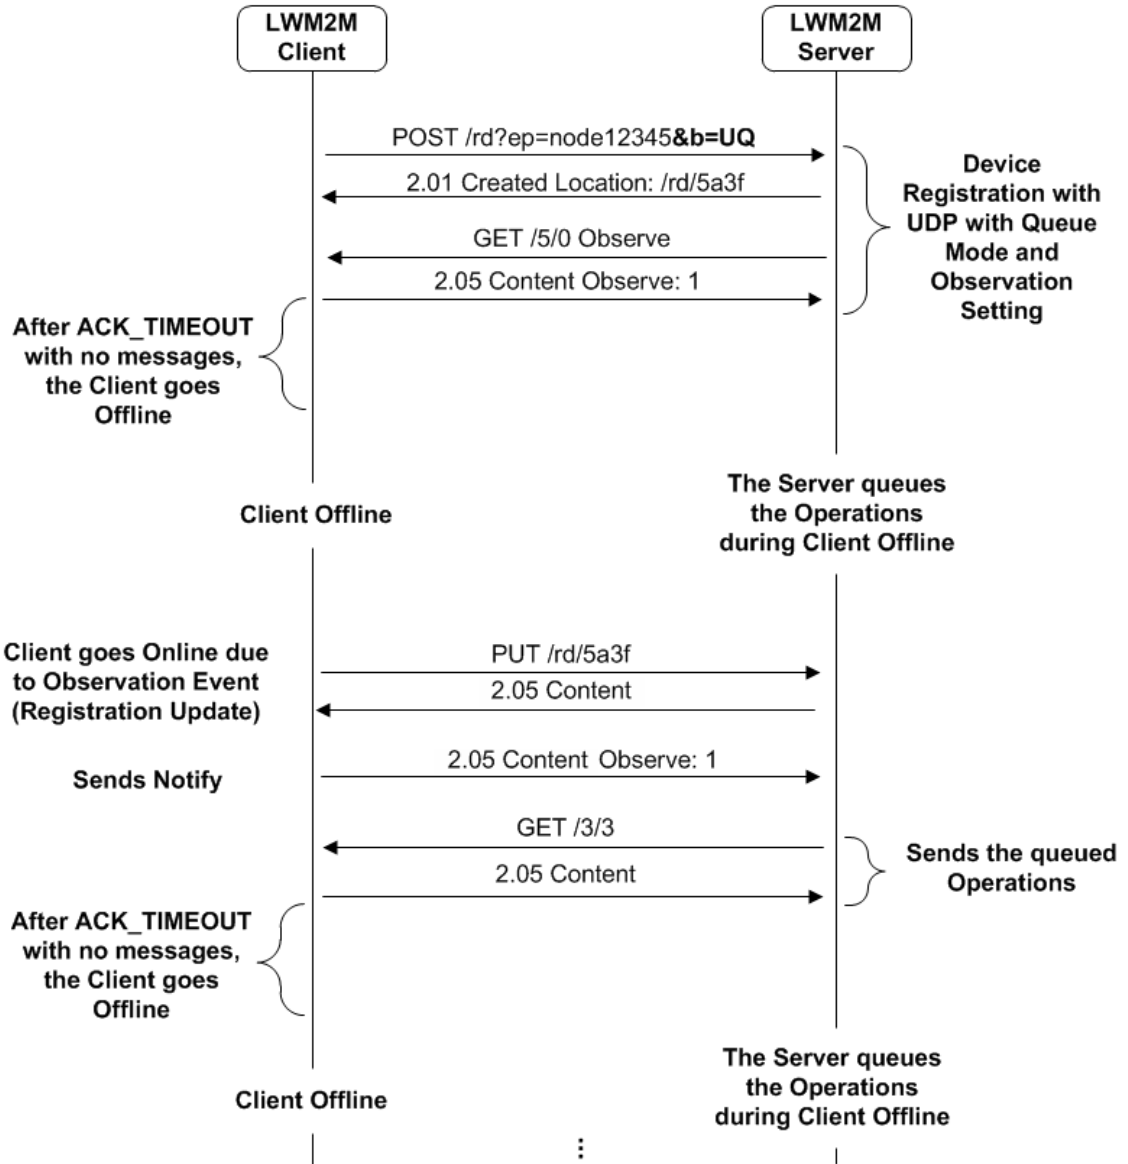 LWM2M
Client
LWM2M
Server
POST /rd?ep=node12345&b=UQ
2.01 Created Location: /rd/5a3f
GET /5/0 Observe
2.05 Content Observe: 1
Device
Registration with
UDP with Queue
Mode and
Observation
Setting
After ACK_TIMEOUT
with no messages,
the Client goes
Offline
Client Offline
The Server queues
the Operations
during Client Offline
Client goes Online due
to Observation Event
(Registration Update)
PUT /rd/5a3f
2.05 Content
Sends Notify
2.05 Content Observe: 1
GET /3/3
2.05 Content
Sends the queued
Operations
After ACK_TIMEOUT
with no messages,
the Client goes
Offline
Client Offline
The Server queues
the Operations
during Client Offline